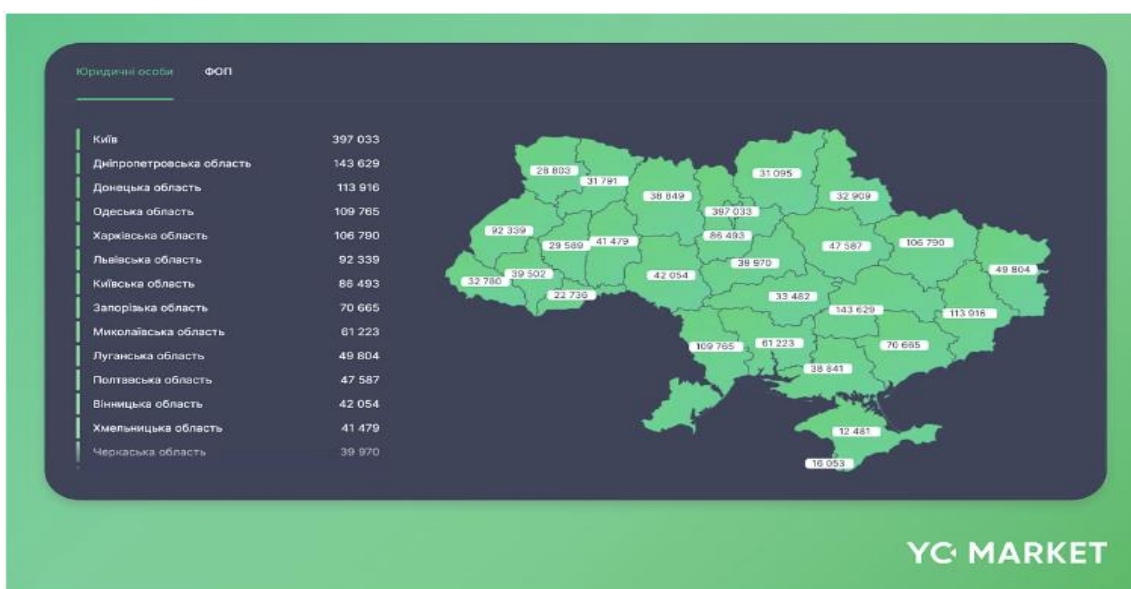 Юридичні особи ФОП
Київ 397 033
Дніпропетровська область 143 629
Донецька область 113 916
Одеська область 109 765
Харківська область 106 790
Львівська область 92 339
Київська область 86 493
Запорізька область 70 665
Миколаївська область 61 223
Луганська область 49 804
Полтавська область 47 587
Вінницька область 42 054
Хмельницька область 41 479
Черкаська область 39 970
28 803
31 791
38 849
31 095
32 909
397 033
86 493
92 339
29 589
41 479
47 587
106 790
39 970
49 804
32 780
39 502
42 054
22 736
33 482
143 629
113 916
109 765
61 223
70 665
38 841
12 481
16 053
YC MARKET